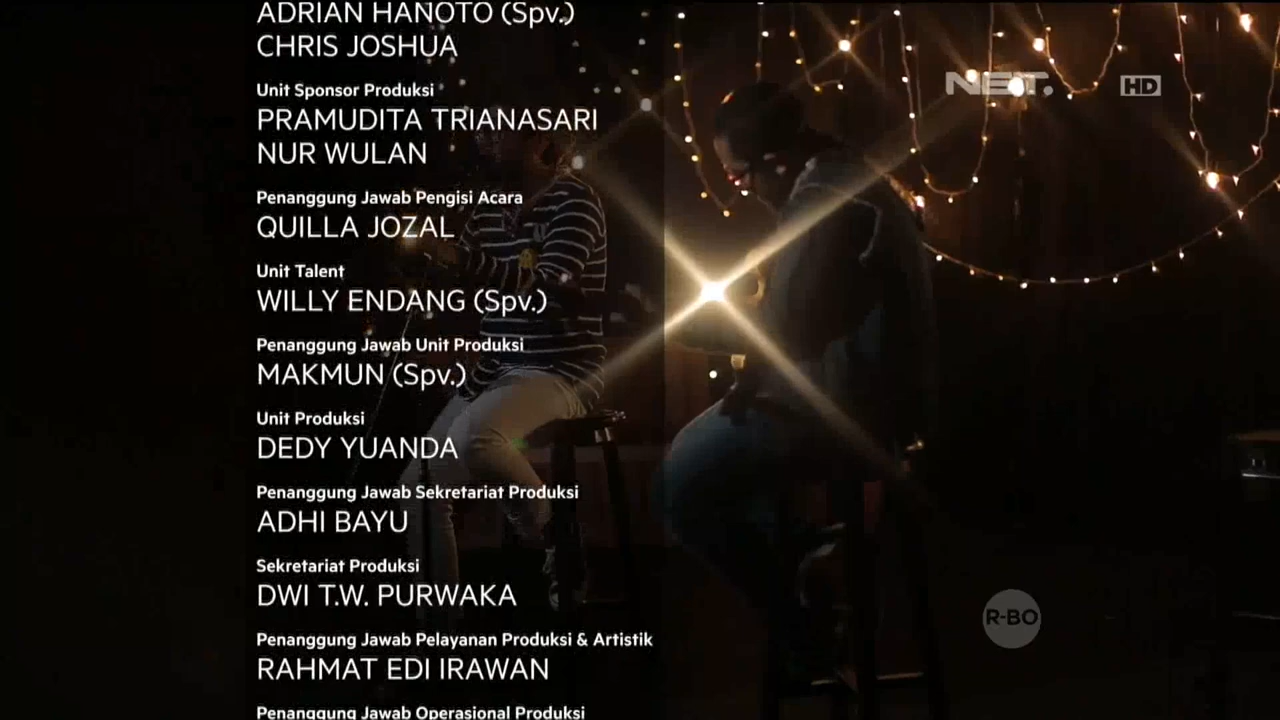 ADRIAN HANOTO (Spv.)
CHRIS JOSHUA
Unit Sponsor Produksi
PRAMUDITA TRIANASARI
NUR WULAN
Penanggung Jawab Pengisi Acara
QUILLA JOZAL
Unit Talent
WILLY ENDANG (Spv.)
Penanggung Jawab Unit Produksi
MAKMUN (Spv.)
Unit Produksi
DEDY YUANDA
Penanggung Jawab Sekretariat Produksi
ADHI BAYU
Sekretariat Produksi
DWI T.W. PURWAKA
Penanggung Jawab Pelayanan Produksi & Artistik
RAHMAT EDI IRAWAN
Penanggung Jawab Operasional Produksi
NET.
HD
R-BO